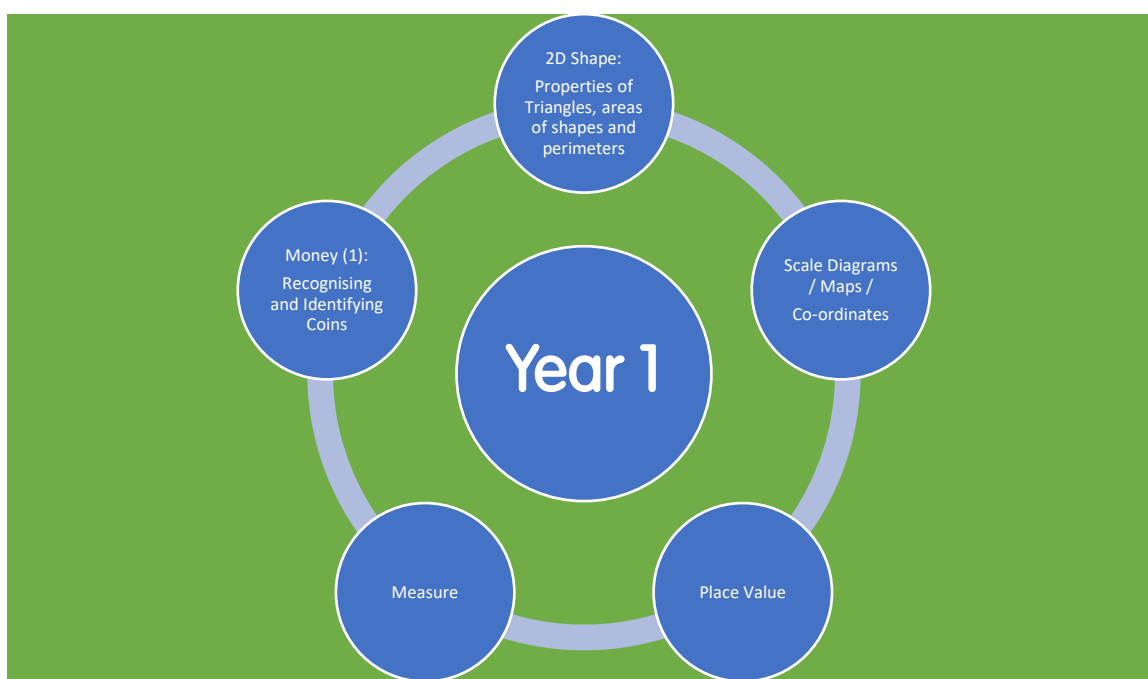 2D Shape:
Properties of
Triangles, areas
of shapes and
perimeters
Scale Diagrams
/ Maps /
Co-ordinates
Place Value
Measure
Money (1):
Recognising
and Identifying
Coins
Year 1